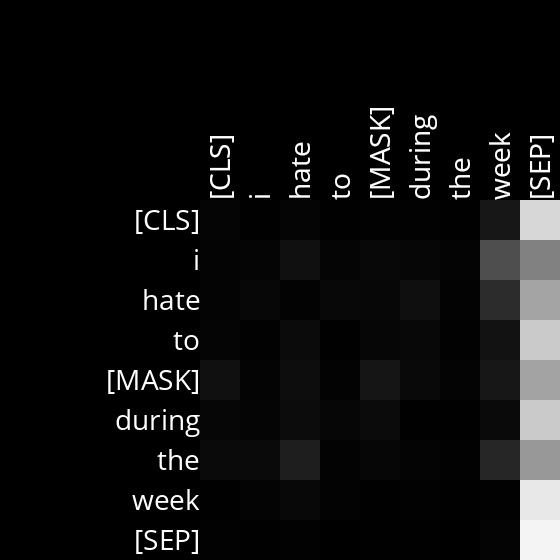 [CLS] i hate to [MASK] during the week [SEP]
[CLS]
i
hate
to
[MASK]
during
the
week
[SEP]